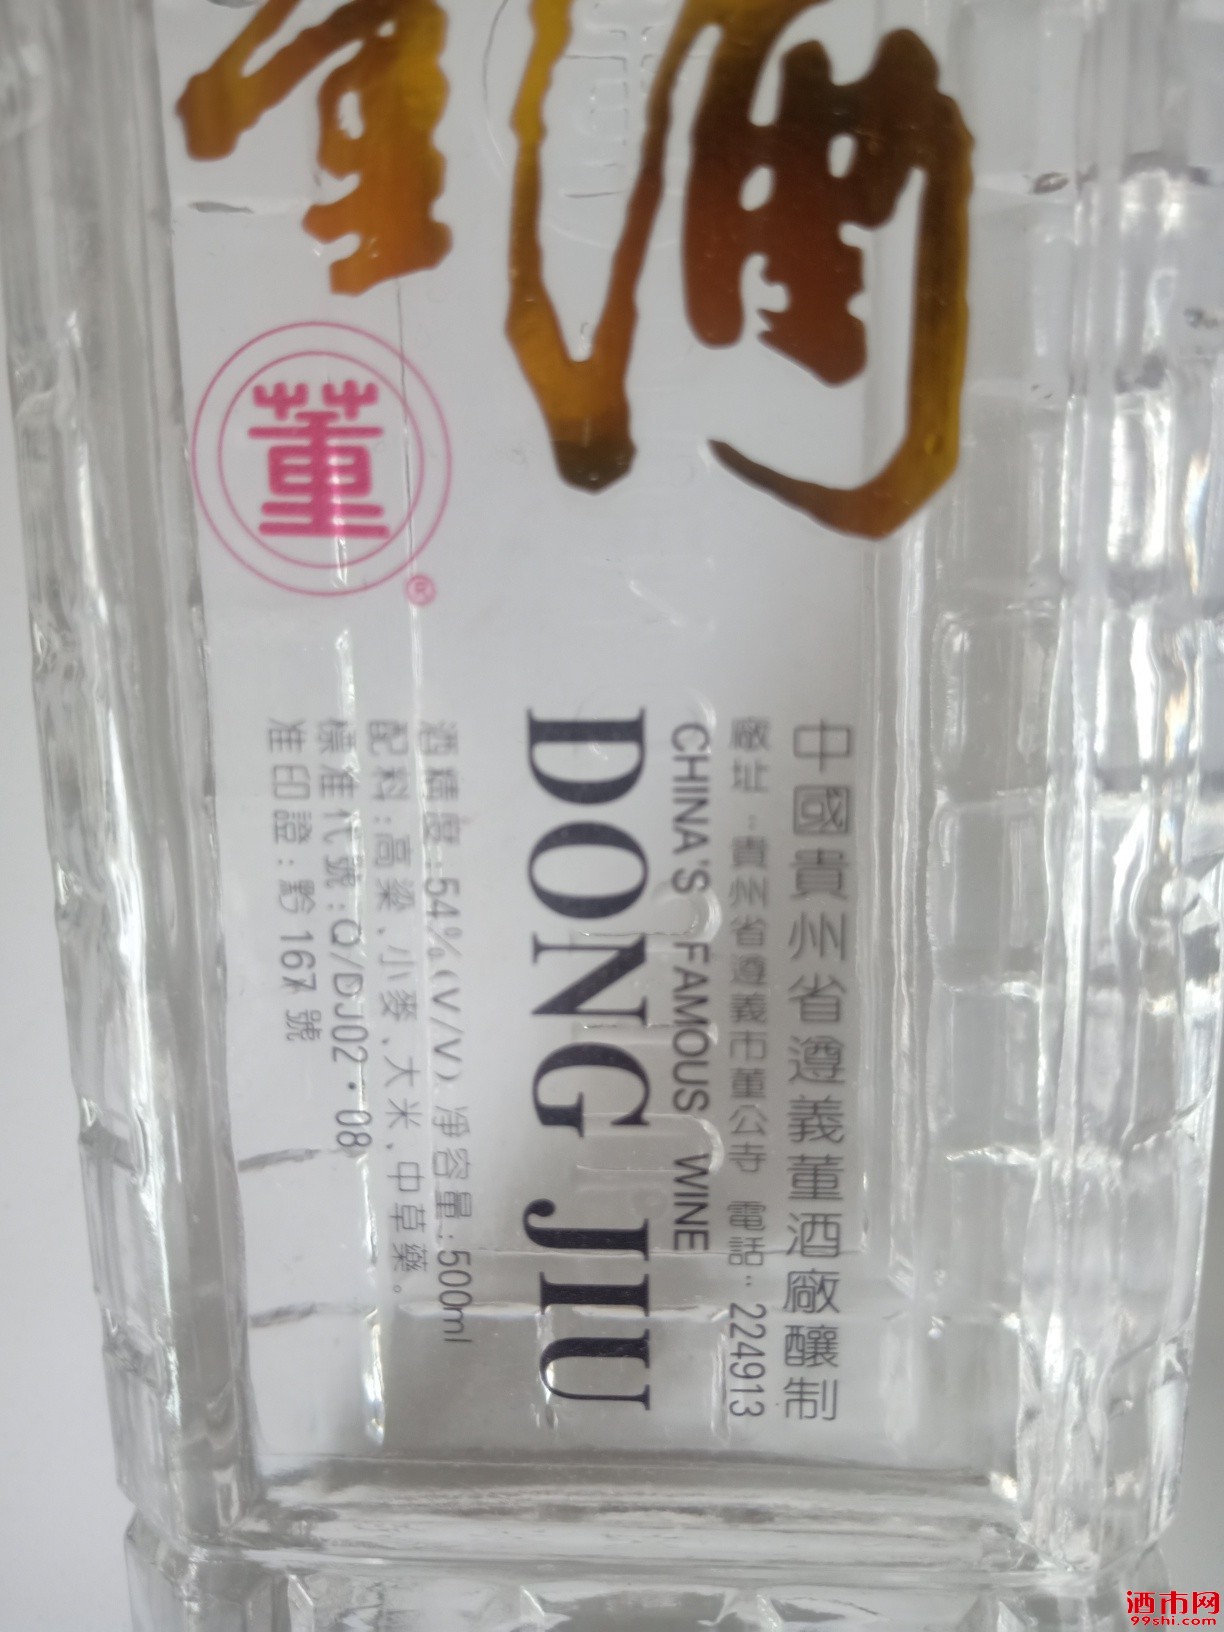 董酒
董
®
中國貴州省遵義董酒廠釀制
廠址:貴州省遵義市董公寺 電話:224913
CHINA'S FAMOUS WINE
DONG JIU
酒精度:54%(V/V) 净容量:500ml
配料:高粱、小麥、大米、中草藥。
標準代號:Q/DJ02·08
准印證:黔167號
酒市网
99shi.com